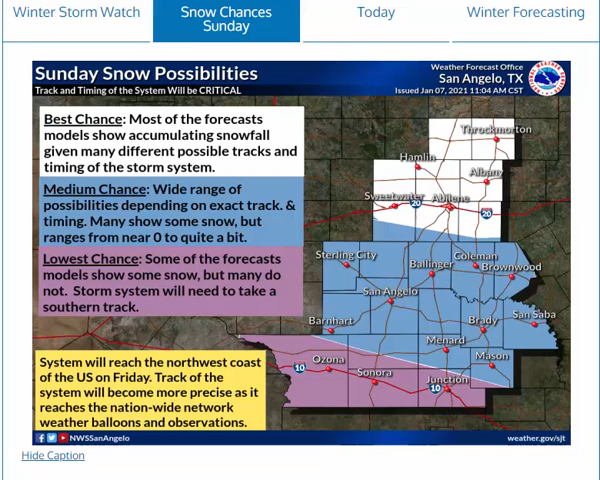 Winter Storm Watch
Snow Chances
Sunday
Today
Winter Forecasting
Sunday Snow Possibilities
Track and Timing of the System Will be CRITICAL
Weather Forecast Office
San Angelo, TX
Issued Jan 07, 2021 11:04 AM CST
Best Chance: Most of the forecasts
models show accumulating snowfall
given many different possible tracks and
timing of the storm system.
Medium Chance: Wide range of
possibilities depending on exact track. &
timing. Many show some snow, but
ranges from near 0 to quite a bit.
Lowest Chance: Some of the forecasts
models show some snow, but many do
not. Storm system will need to take a
southern track.
System will reach the northwest coast
of the US on Friday. Track of the
system will become more precise as it
reaches the nation-wide network
weather balloons and observations.
Throckmorton
Hamlin
Albany
Sweetwater
20
Abilene
20
Sterling City
Ballinger
Coleman
Brownwood
San Angelo
Barnhart
Brady
San Saba
Menard
Mason
10
Ozona
Sonora
Junction
10
NWSSanAngelo
weather.gov/sjt
Hide Caption